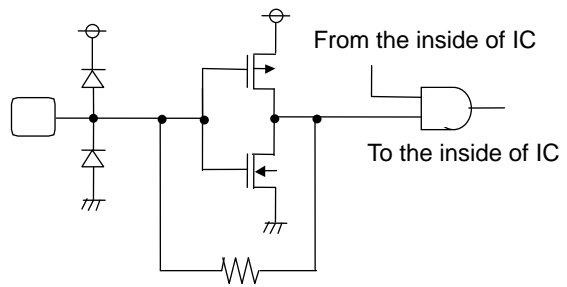 From the inside of IC
To the inside of IC